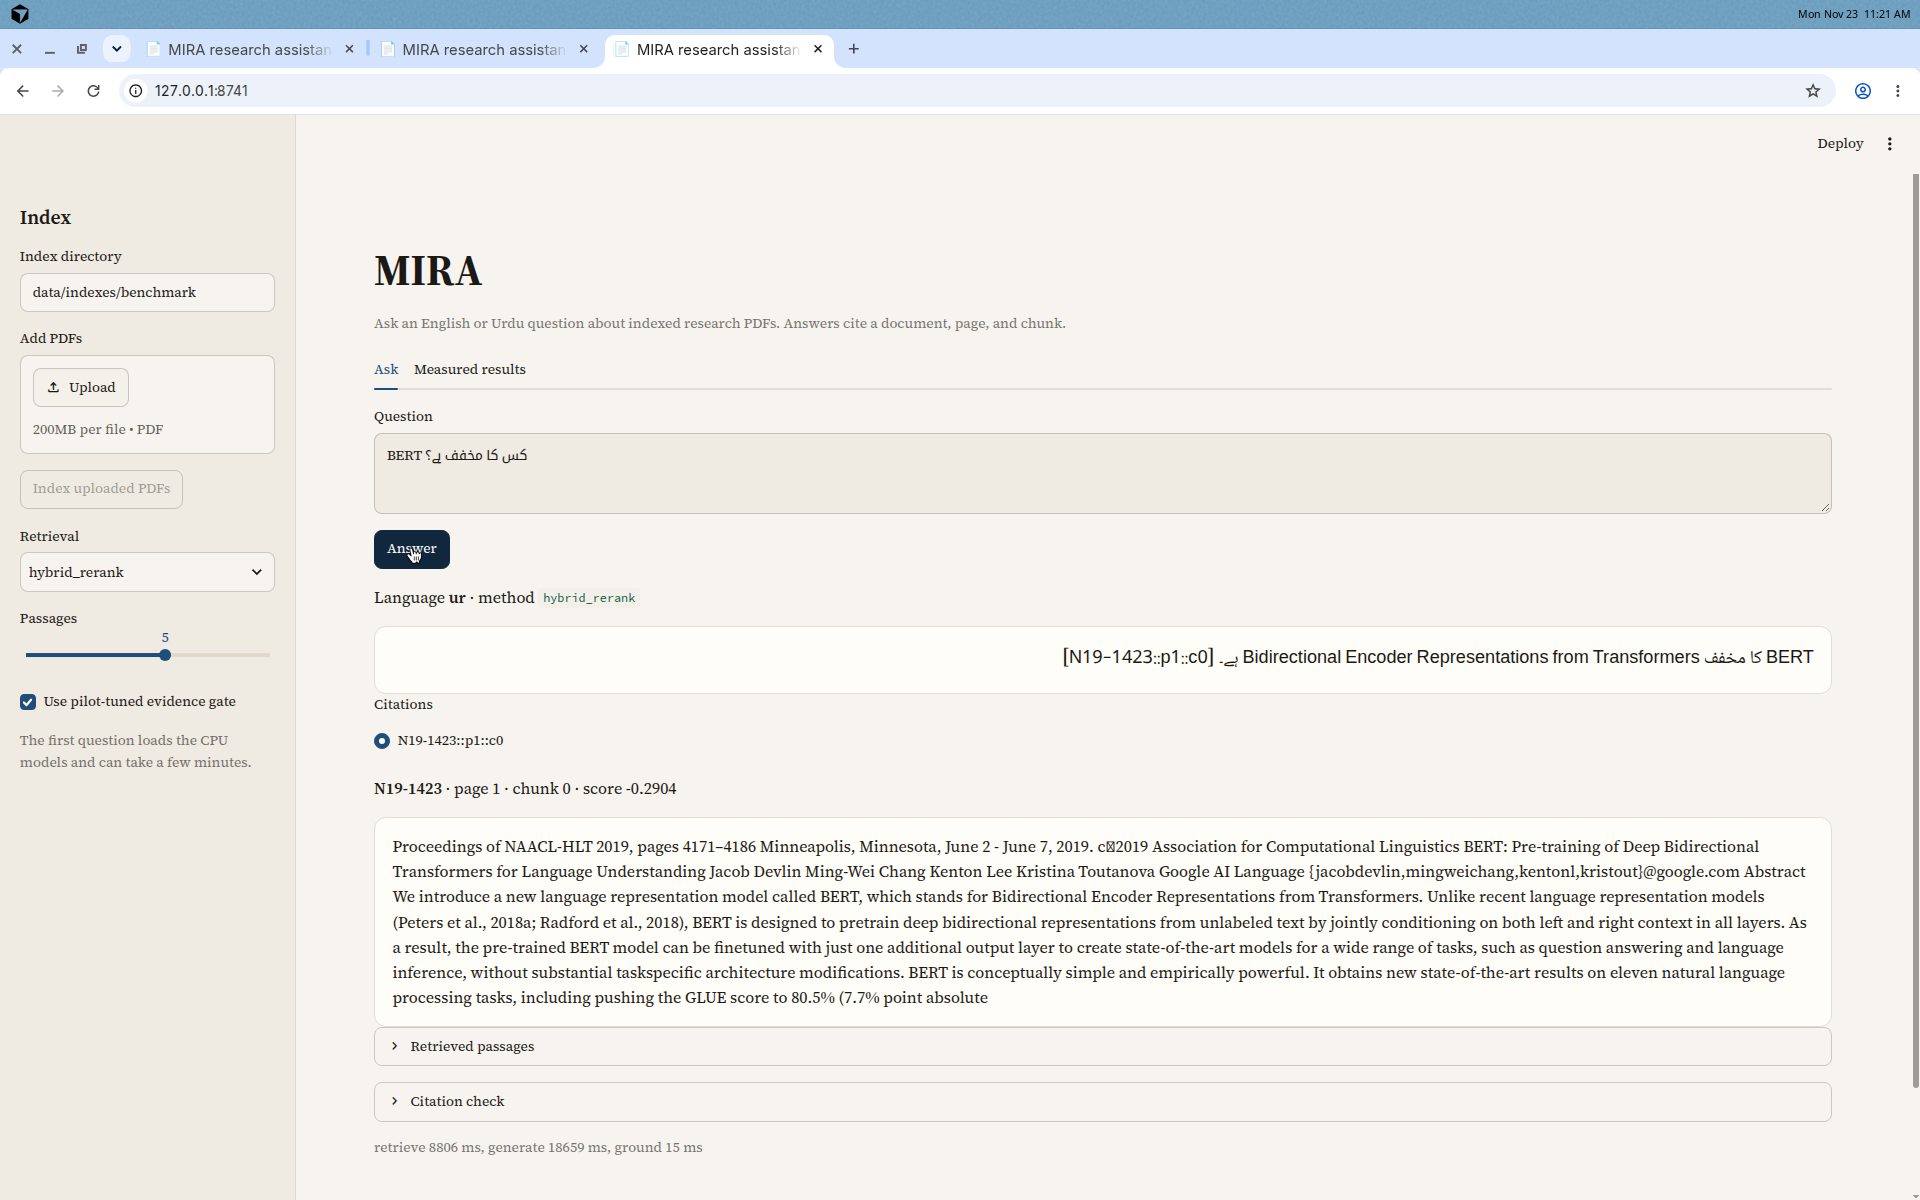 Mon Nov 23 11:21 AM
MIRA research assistan
MIRA research assistan
MIRA research assistan
127.0.0.1:8741
Deploy
Index
Index directory
data/indexes/benchmark
Add PDFs
Upload
200MB per file • PDF
Index uploaded PDFs
Retrieval
hybrid_rerank
Passages
5
Use pilot-tuned evidence gate
The first question loads the CPU
models and can take a few minutes.
MIRA
Ask an English or Urdu question about indexed research PDFs. Answers cite a document, page, and chunk.
Ask
Measured results
Question
BERT کس کا مخفف ہے؟
Answer
Language ur · method hybrid_rerank
BERT کا مخفف Bidirectional Encoder Representations from Transformers ہے۔ [N19-1423::p1::c0]
Citations
N19-1423::p1::c0
N19-1423 · page 1 · chunk 0 · score -0.2904
Proceedings of NAACL-HLT 2019, pages 4171–4186 Minneapolis, Minnesota, June 2 - June 7, 2019. c2019 Association for Computational Linguistics BERT: Pre-training of Deep Bidirectional
Transformers for Language Understanding Jacob Devlin Ming-Wei Chang Kenton Lee Kristina Toutanova Google AI Language {jacobdevlin,mingweichang,kentonl,kristout}@google.com Abstract
We introduce a new language representation model called BERT, which stands for Bidirectional Encoder Representations from Transformers. Unlike recent language representation models
(Peters et al., 2018a; Radford et al., 2018), BERT is designed to pretrain deep bidirectional representations from unlabeled text by jointly conditioning on both left and right context in all layers. As
a result, the pre-trained BERT model can be finetuned with just one additional output layer to create state-of-the-art models for a wide range of tasks, such as question answering and language
inference, without substantial taskspecific architecture modifications. BERT is conceptually simple and empirically powerful. It obtains new state-of-the-art results on eleven natural language
processing tasks, including pushing the GLUE score to 80.5% (7.7% point absolute
Retrieved passages
Citation check
retrieve 8806 ms, generate 18659 ms, ground 15 ms